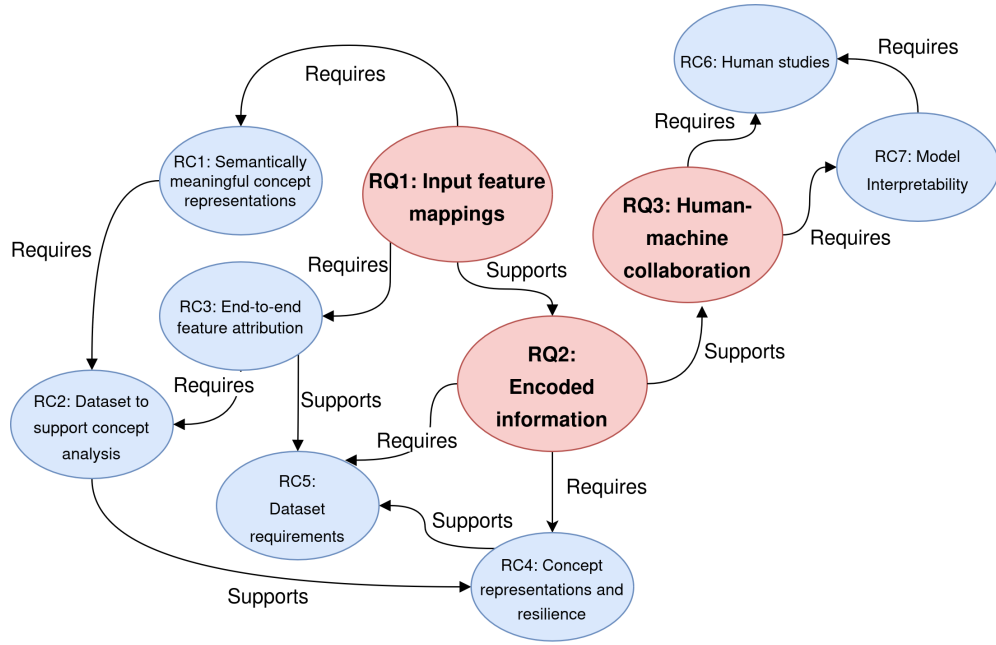 RC6: Human studies
Requires
Requires
Requires
RC1: Semantically
meaningful concept
representations
RQ1: Input feature
mappings
RC7: Model
Interpretability
RQ3: Human-
machine
collaboration
Requires
Requires
Requires
Supports
RC3: End-to-end
feature attribution
RQ2:
Encoded
information
Supports
Requires
Supports
RC2: Dataset to
support concept
analysis
Requires
RC5:
Dataset
requirements
Requires
Supports
RC4: Concept
representations and
resilience
Supports